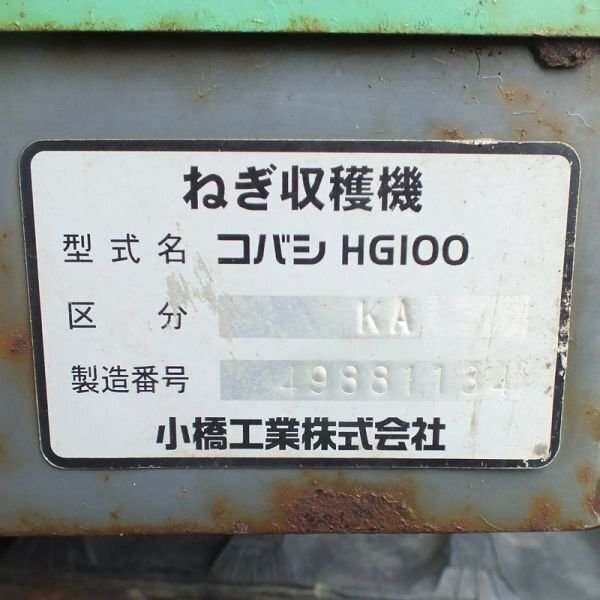 ねぎ収穫機
型式名 コバシ HG100
区分 KA
製造番号 49881134
小橋工業株式会社